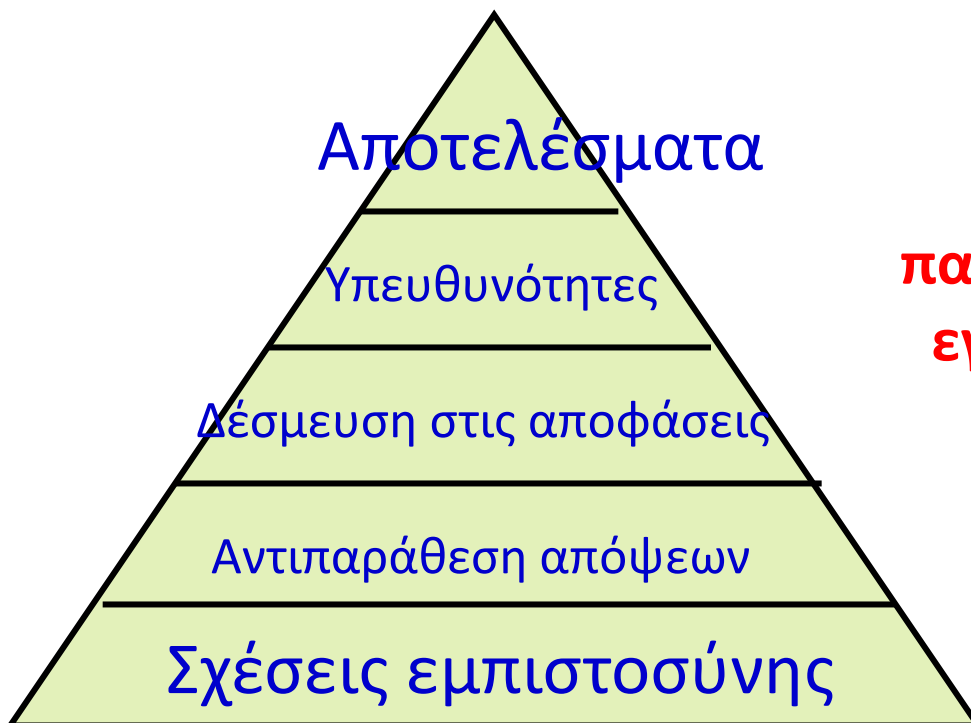 Αποτελέσματα
Υπευθυνότητες
Δέσμευση στις αποφάσεις
Αντιπαράθεση απόψεων
Σχέσεις εμπιστοσύνης